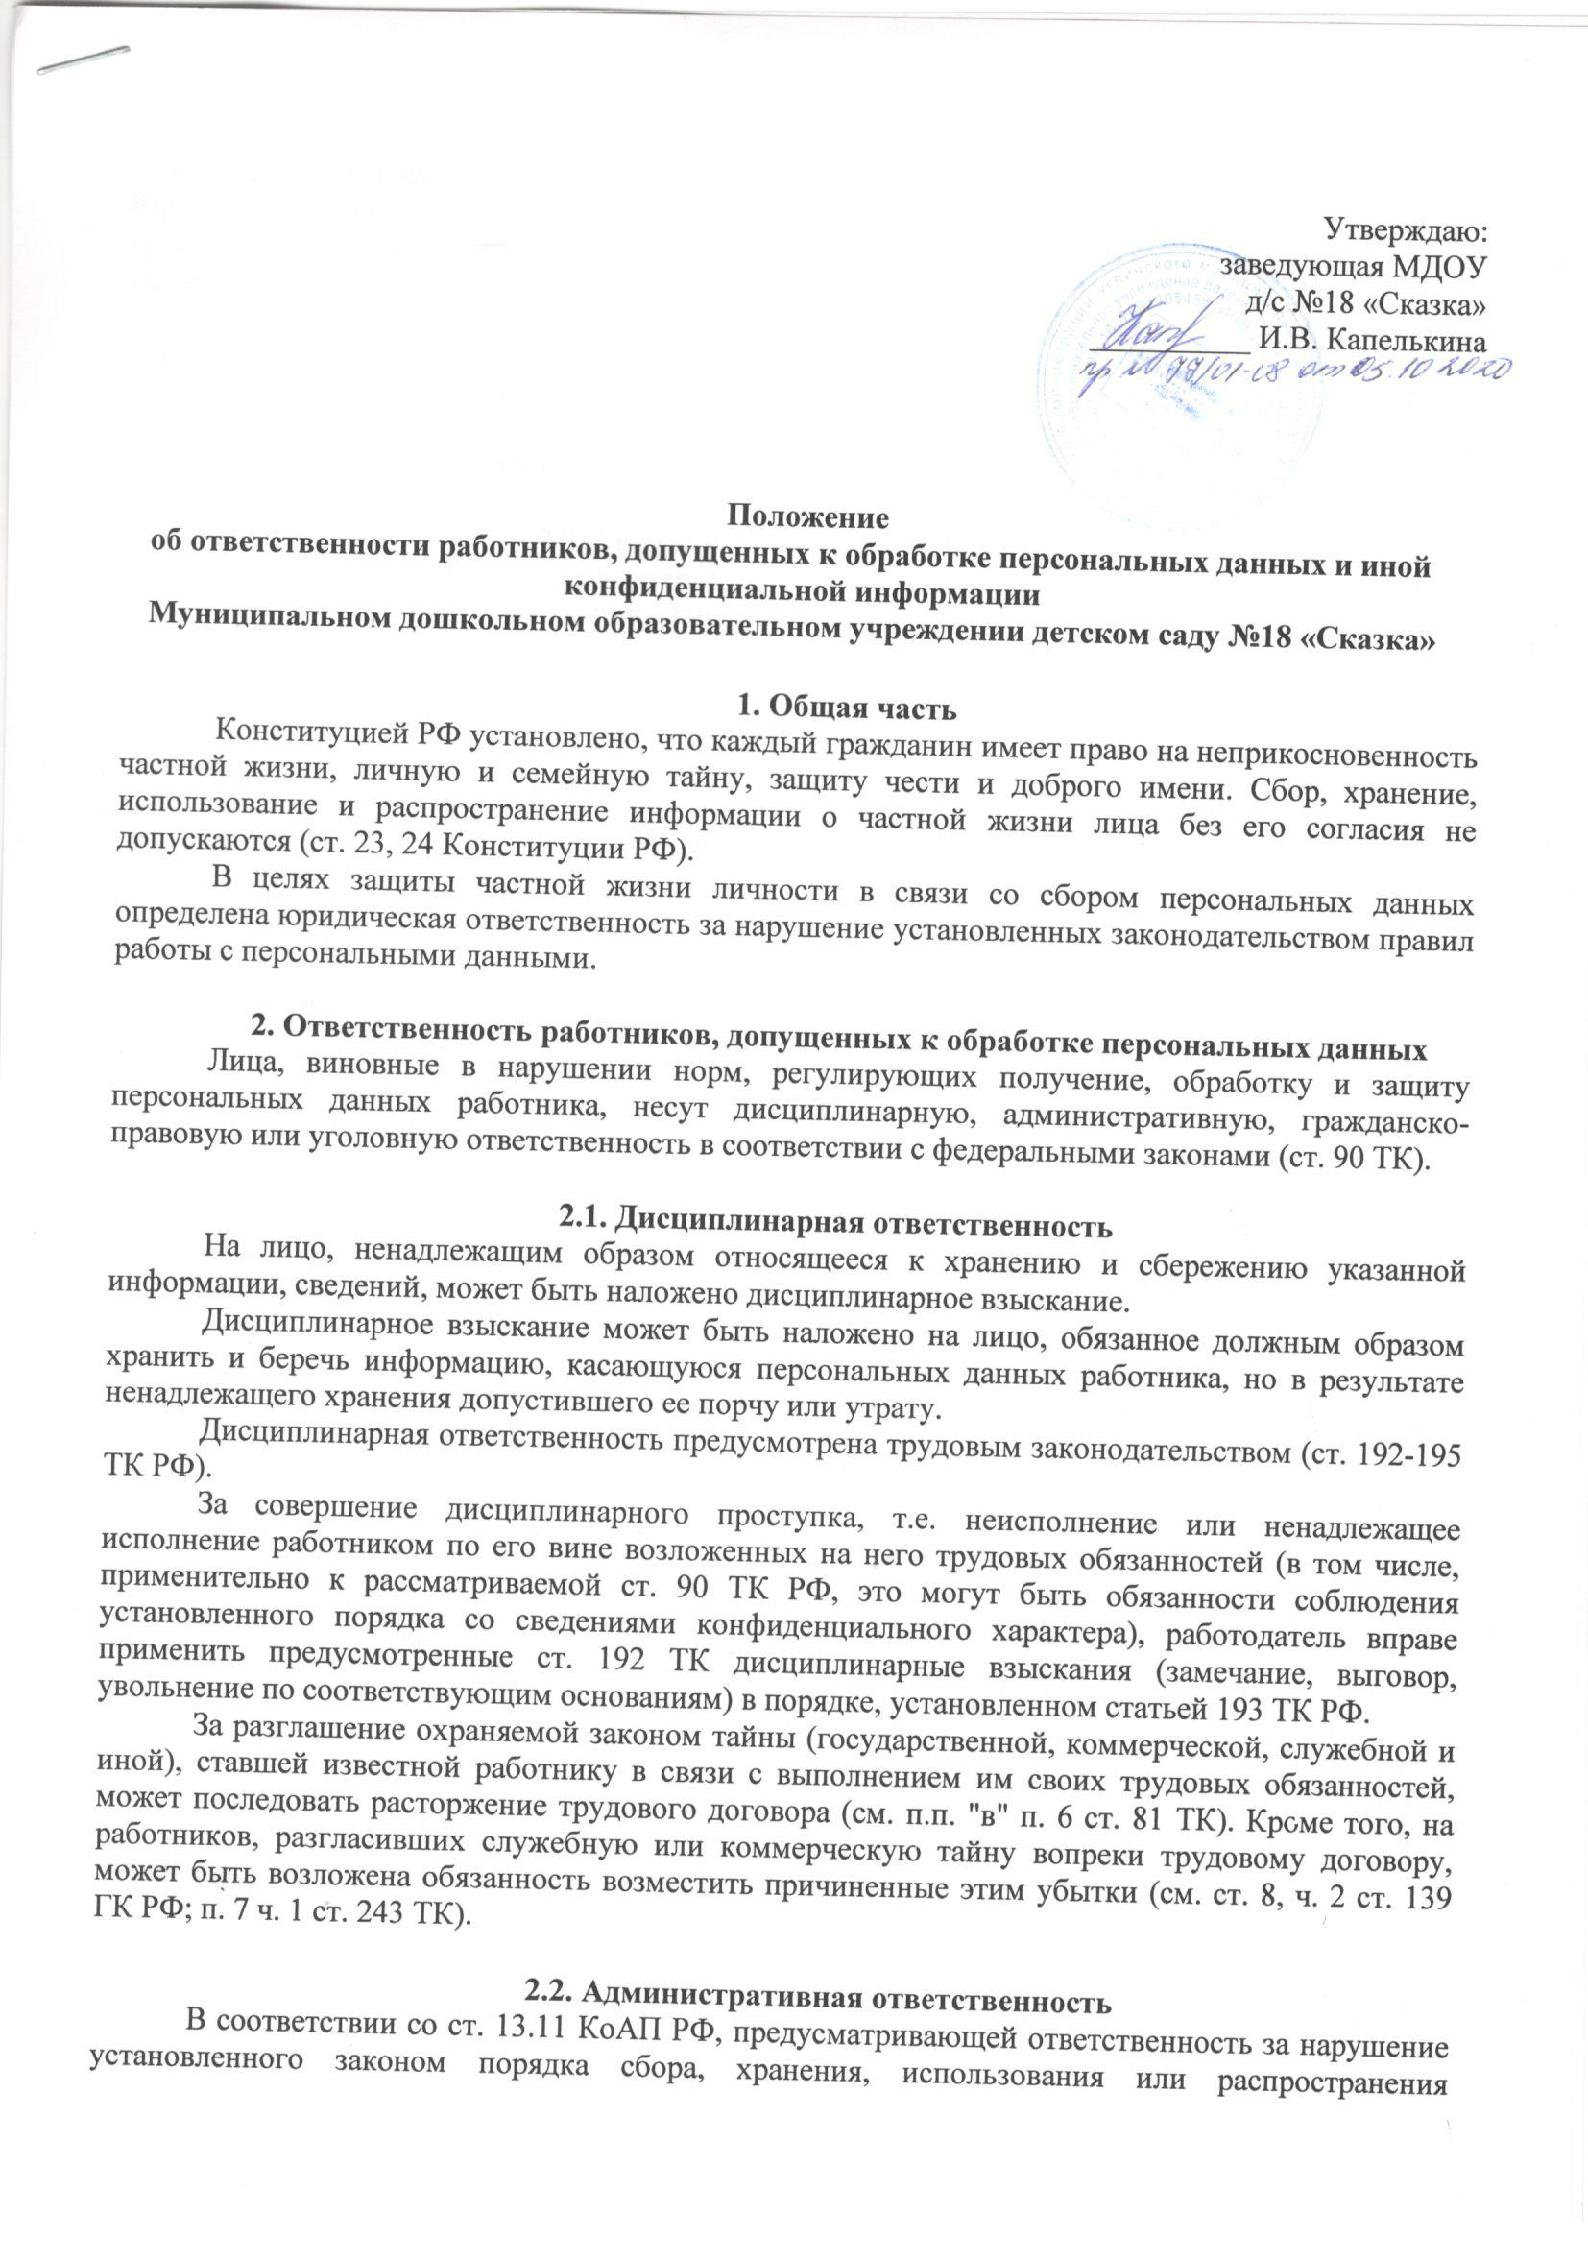 Утверждаю:
заведующая МДОУ
д/с №18 «Сказка»
И.В. Капелькина
пр № 79/01-08 от 05.10 2020
Положение
об ответственности работников, допущенных к обработке персональных данных и иной
конфиденциальной информации
Муниципальном дошкольном образовательном учреждении детском саду №18 «Сказка»
1. Общая часть
Конституцией РФ установлено, что каждый гражданин имеет право на неприкосновенность
частной жизни, личную и семейную тайну, защиту чести и доброго имени. Сбор, хранение,
использование и распространение информации о частной жизни лица без его согласия не
допускаются (ст. 23, 24 Конституции РФ).
В целях защиты частной жизни личности в связи со сбором персональных данных
определена юридическая ответственность за нарушение установленных законодательством правил
работы с персональными данными.
2. Ответственность работников, допущенных к обработке персональных данных
Лица, виновные в нарушении норм, регулирующих получение, обработку и защиту
персональных данных работника, несут дисциплинарную, административную, гражданско-
правовую или уголовную ответственность в соответствии с федеральными законами (ст. 90 ТК).
2.1. Дисциплинарная ответственность
На лицо, ненадлежащим образом относящееся к хранению и сбережению указанной
информации, сведений, может быть наложено дисциплинарное взыскание.
Дисциплинарное взыскание может быть наложено на лицо, обязанное должным образом
хранить и беречь информацию, касающуюся персональных данных работника, но в результате
ненадлежащего хранения допустившего ее порчу или утрату.
Дисциплинарная ответственность предусмотрена трудовым законодательством (ст. 192-195
ТК РФ).
За совершение дисциплинарного проступка, т.е. неисполнение или ненадлежащее
исполнение работником по его вине возложенных на него трудовых обязанностей (в том числе,
применительно к рассматриваемой ст. 90 ТК РФ, это могут быть обязанности соблюдения
установленного порядка со сведениями конфиденциального характера), работодатель вправе
применить предусмотренные ст. 192 ТК дисциплинарные взыскания (замечание, выговор,
увольнение по соответствующим основаниям) в порядке, установленном статьей 193 ТК РФ.
За разглашение охраняемой законом тайны (государственной, коммерческой, служебной и
иной), ставшей известной работнику в связи с выполнением им своих трудовых обязанностей,
может последовать расторжение трудового договора (см. п.п. "в" п. 6 ст. 81 ТК). Кроме того, на
работников, разгласивших служебную или коммерческую тайну вопреки трудовому договору,
может быть возложена обязанность возместить причиненные этим убытки (см. ст. 8, ч. 2 ст. 139
ГК РФ; п. 7 ч. 1 ст. 243 ТК).
2.2. Административная ответственность
В соответствии со ст. 13.11 КоАП РФ, предусматривающей ответственность за нарушение
установленного законом порядка сбора, хранения, использования или распространения